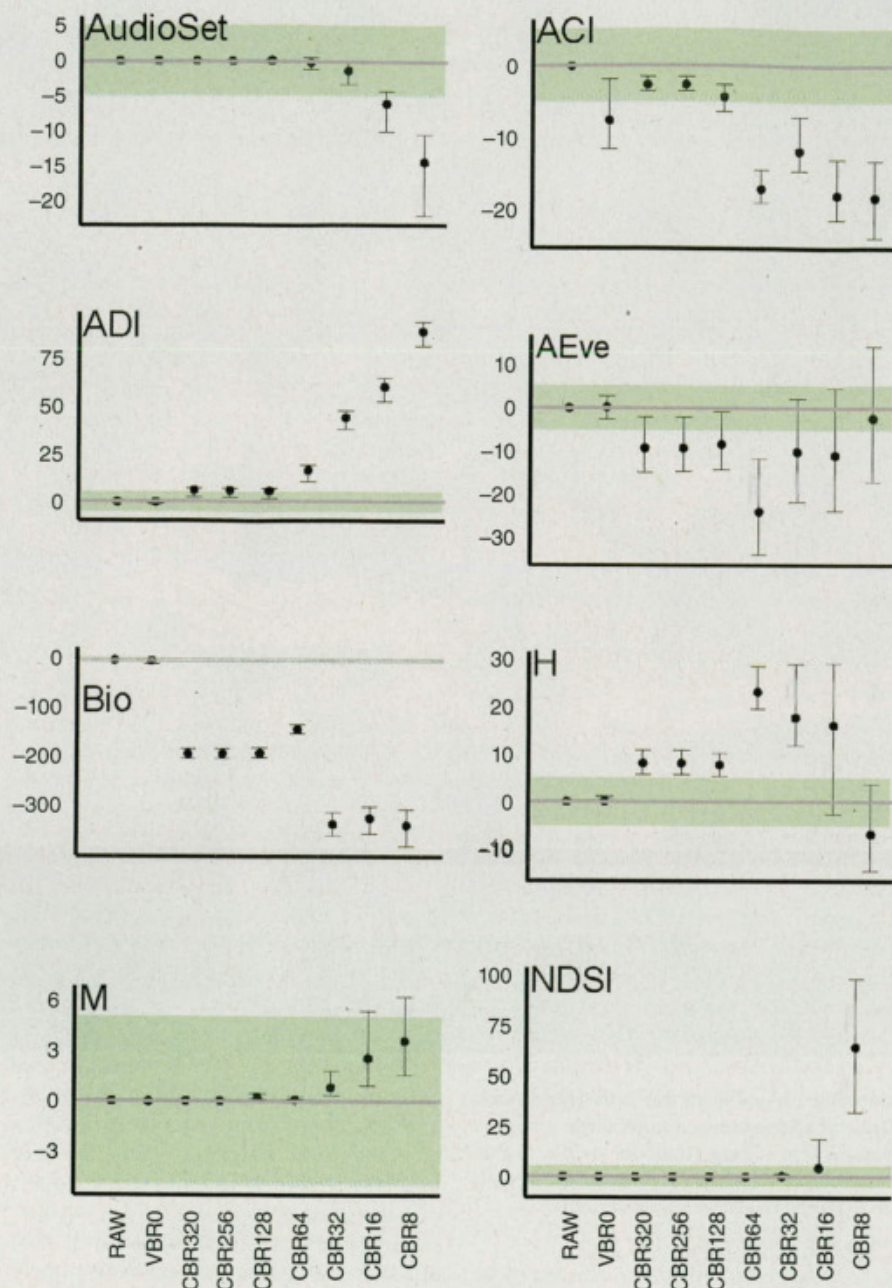 AudioSet
5
0
−5
−10
−15
−20
ACI
0
−10
−20
ADI
75
50
25
0
AEve
10
0
−10
−20
−30
Bio
0
−100
−200
−300
H
30
20
10
0
−10
M
6
3
0
−3
NDSI
100
75
50
25
0
RAW
VBR0
CBR320
CBR256
CBR128
CBR64
CBR32
CBR16
CBR8
RAW
VBR0
CBR320
CBR256
CBR128
CBR64
CBR32
CBR16
CBR8